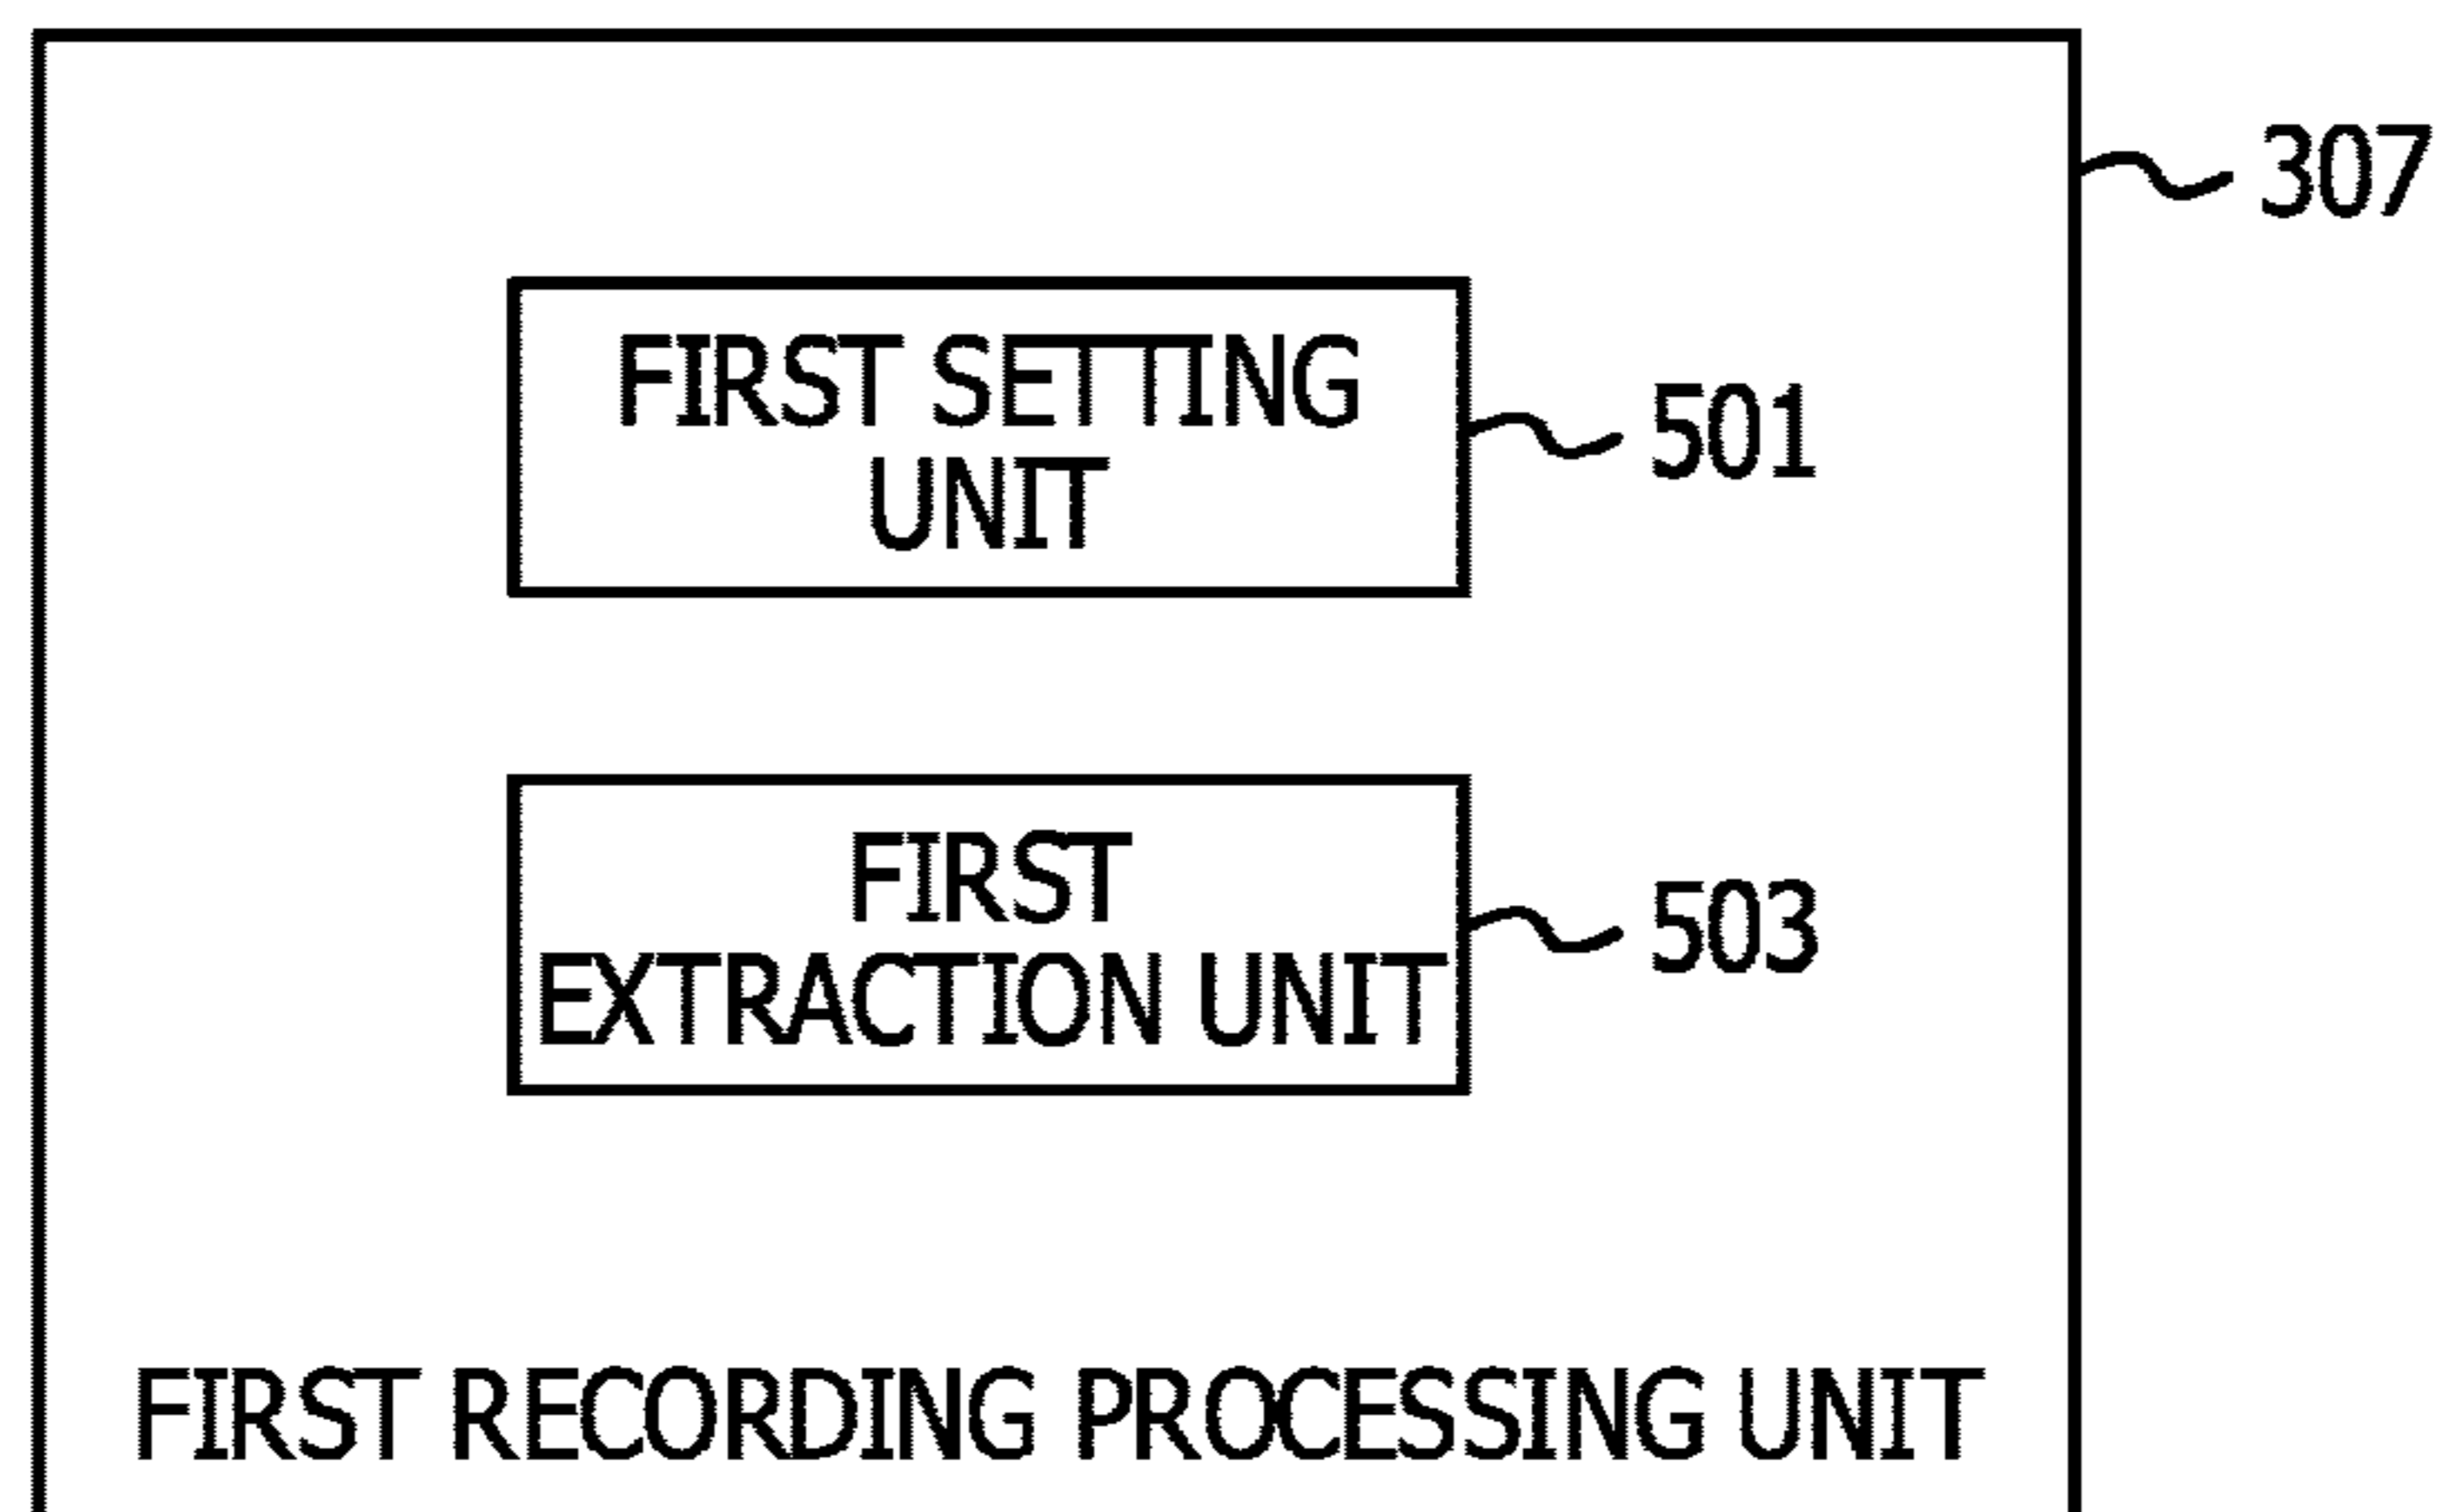 307
FIRST SETTING
UNIT
501
FIRST
EXTRACTION UNIT
503
FIRST RECORDING PROCESSING UNIT